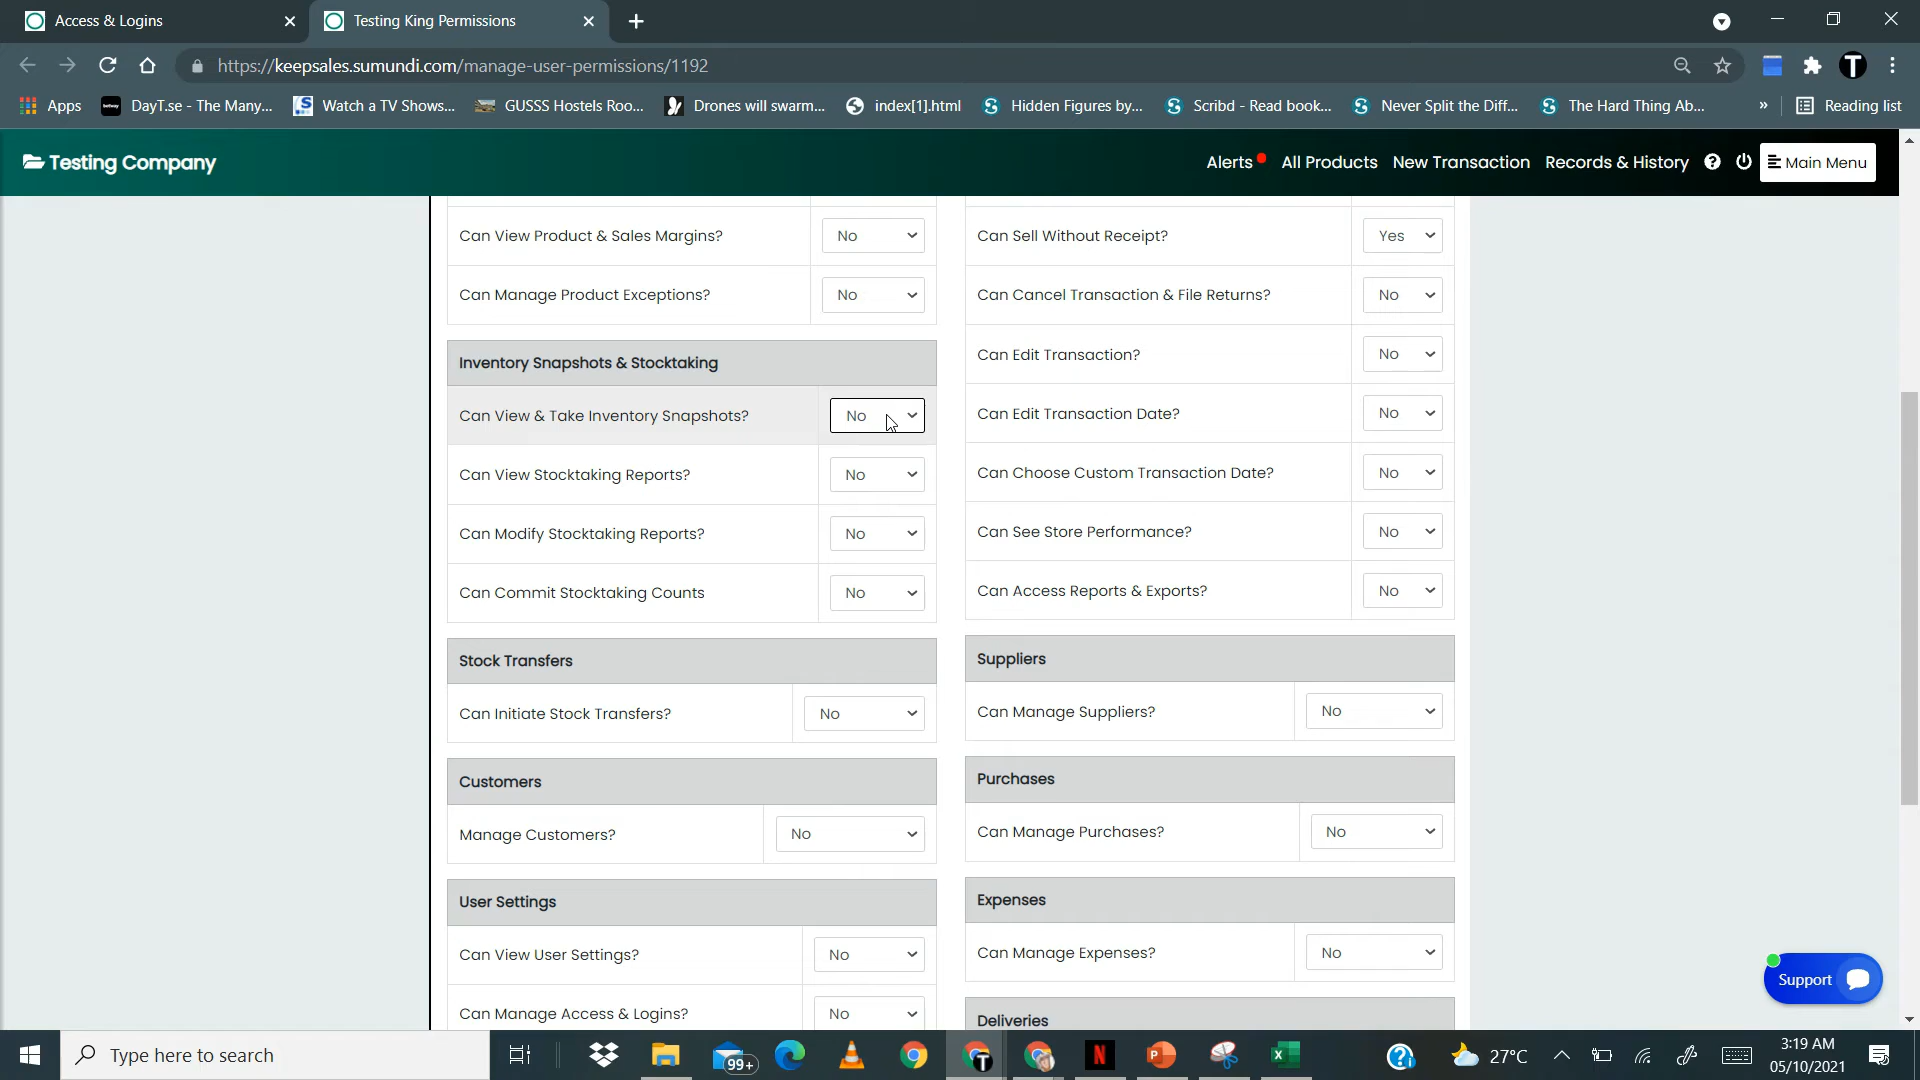 Access & Logins
Testing King Permissions
https://keepsales.sumundi.com/manage-user-permissions/1192
Apps
DayT.se - The Many...
Watch a TV Shows...
GUSSS Hostels Roo...
Drones will swarm...
index[1].html
Hidden Figures by...
Scribd - Read book...
Never Split the Diff...
The Hard Thing Ab...
»
Reading list
Testing Company
Alerts
All Products
New Transaction
Records & History
Main Menu
Can View Product & Sales Margins?
No
Can Manage Product Exceptions?
No
Inventory Snapshots & Stocktaking
Can View & Take Inventory Snapshots?
No
Can View Stocktaking Reports?
No
Can Modify Stocktaking Reports?
No
Can Commit Stocktaking Counts
No
Stock Transfers
Can Initiate Stock Transfers?
No
Customers
Manage Customers?
No
User Settings
Can View User Settings?
No
Can Manage Access & Logins?
No
Can Sell Without Receipt?
Yes
Can Cancel Transaction & File Returns?
No
Can Edit Transaction?
No
Can Edit Transaction Date?
No
Can Choose Custom Transaction Date?
No
Can See Store Performance?
No
Can Access Reports & Exports?
No
Suppliers
Can Manage Suppliers?
No
Purchases
Can Manage Purchases?
No
Expenses
Can Manage Expenses?
No
Deliveries
Support
Type here to search
99+
27°C
3:19 AM
05/10/2021